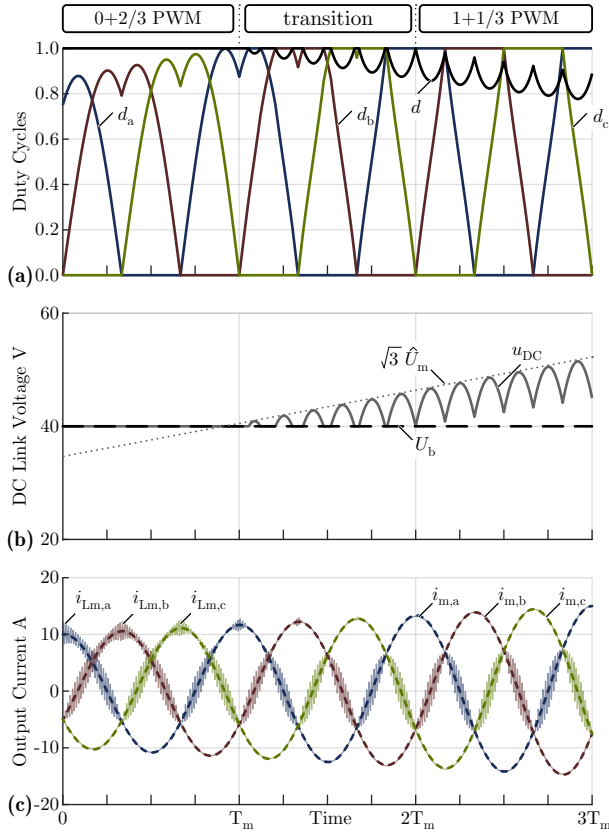 0+2/3 PWM transition 1+1/3 PWM
1.0
0.8
0.6
0.4
0.2
0.0
Duty Cycles
(a)
d_a
d_b
d
d_c
60
40
20
DC Link Voltage V
(b)
√3 Û_m
u_DC
U_b
20
10
0
-10
-20
Output Current A
(c)
i_Lm,a i_Lm,b i_Lm,c i_m,a i_m,b i_m,c
0 T_m Time 2T_m 3T_m